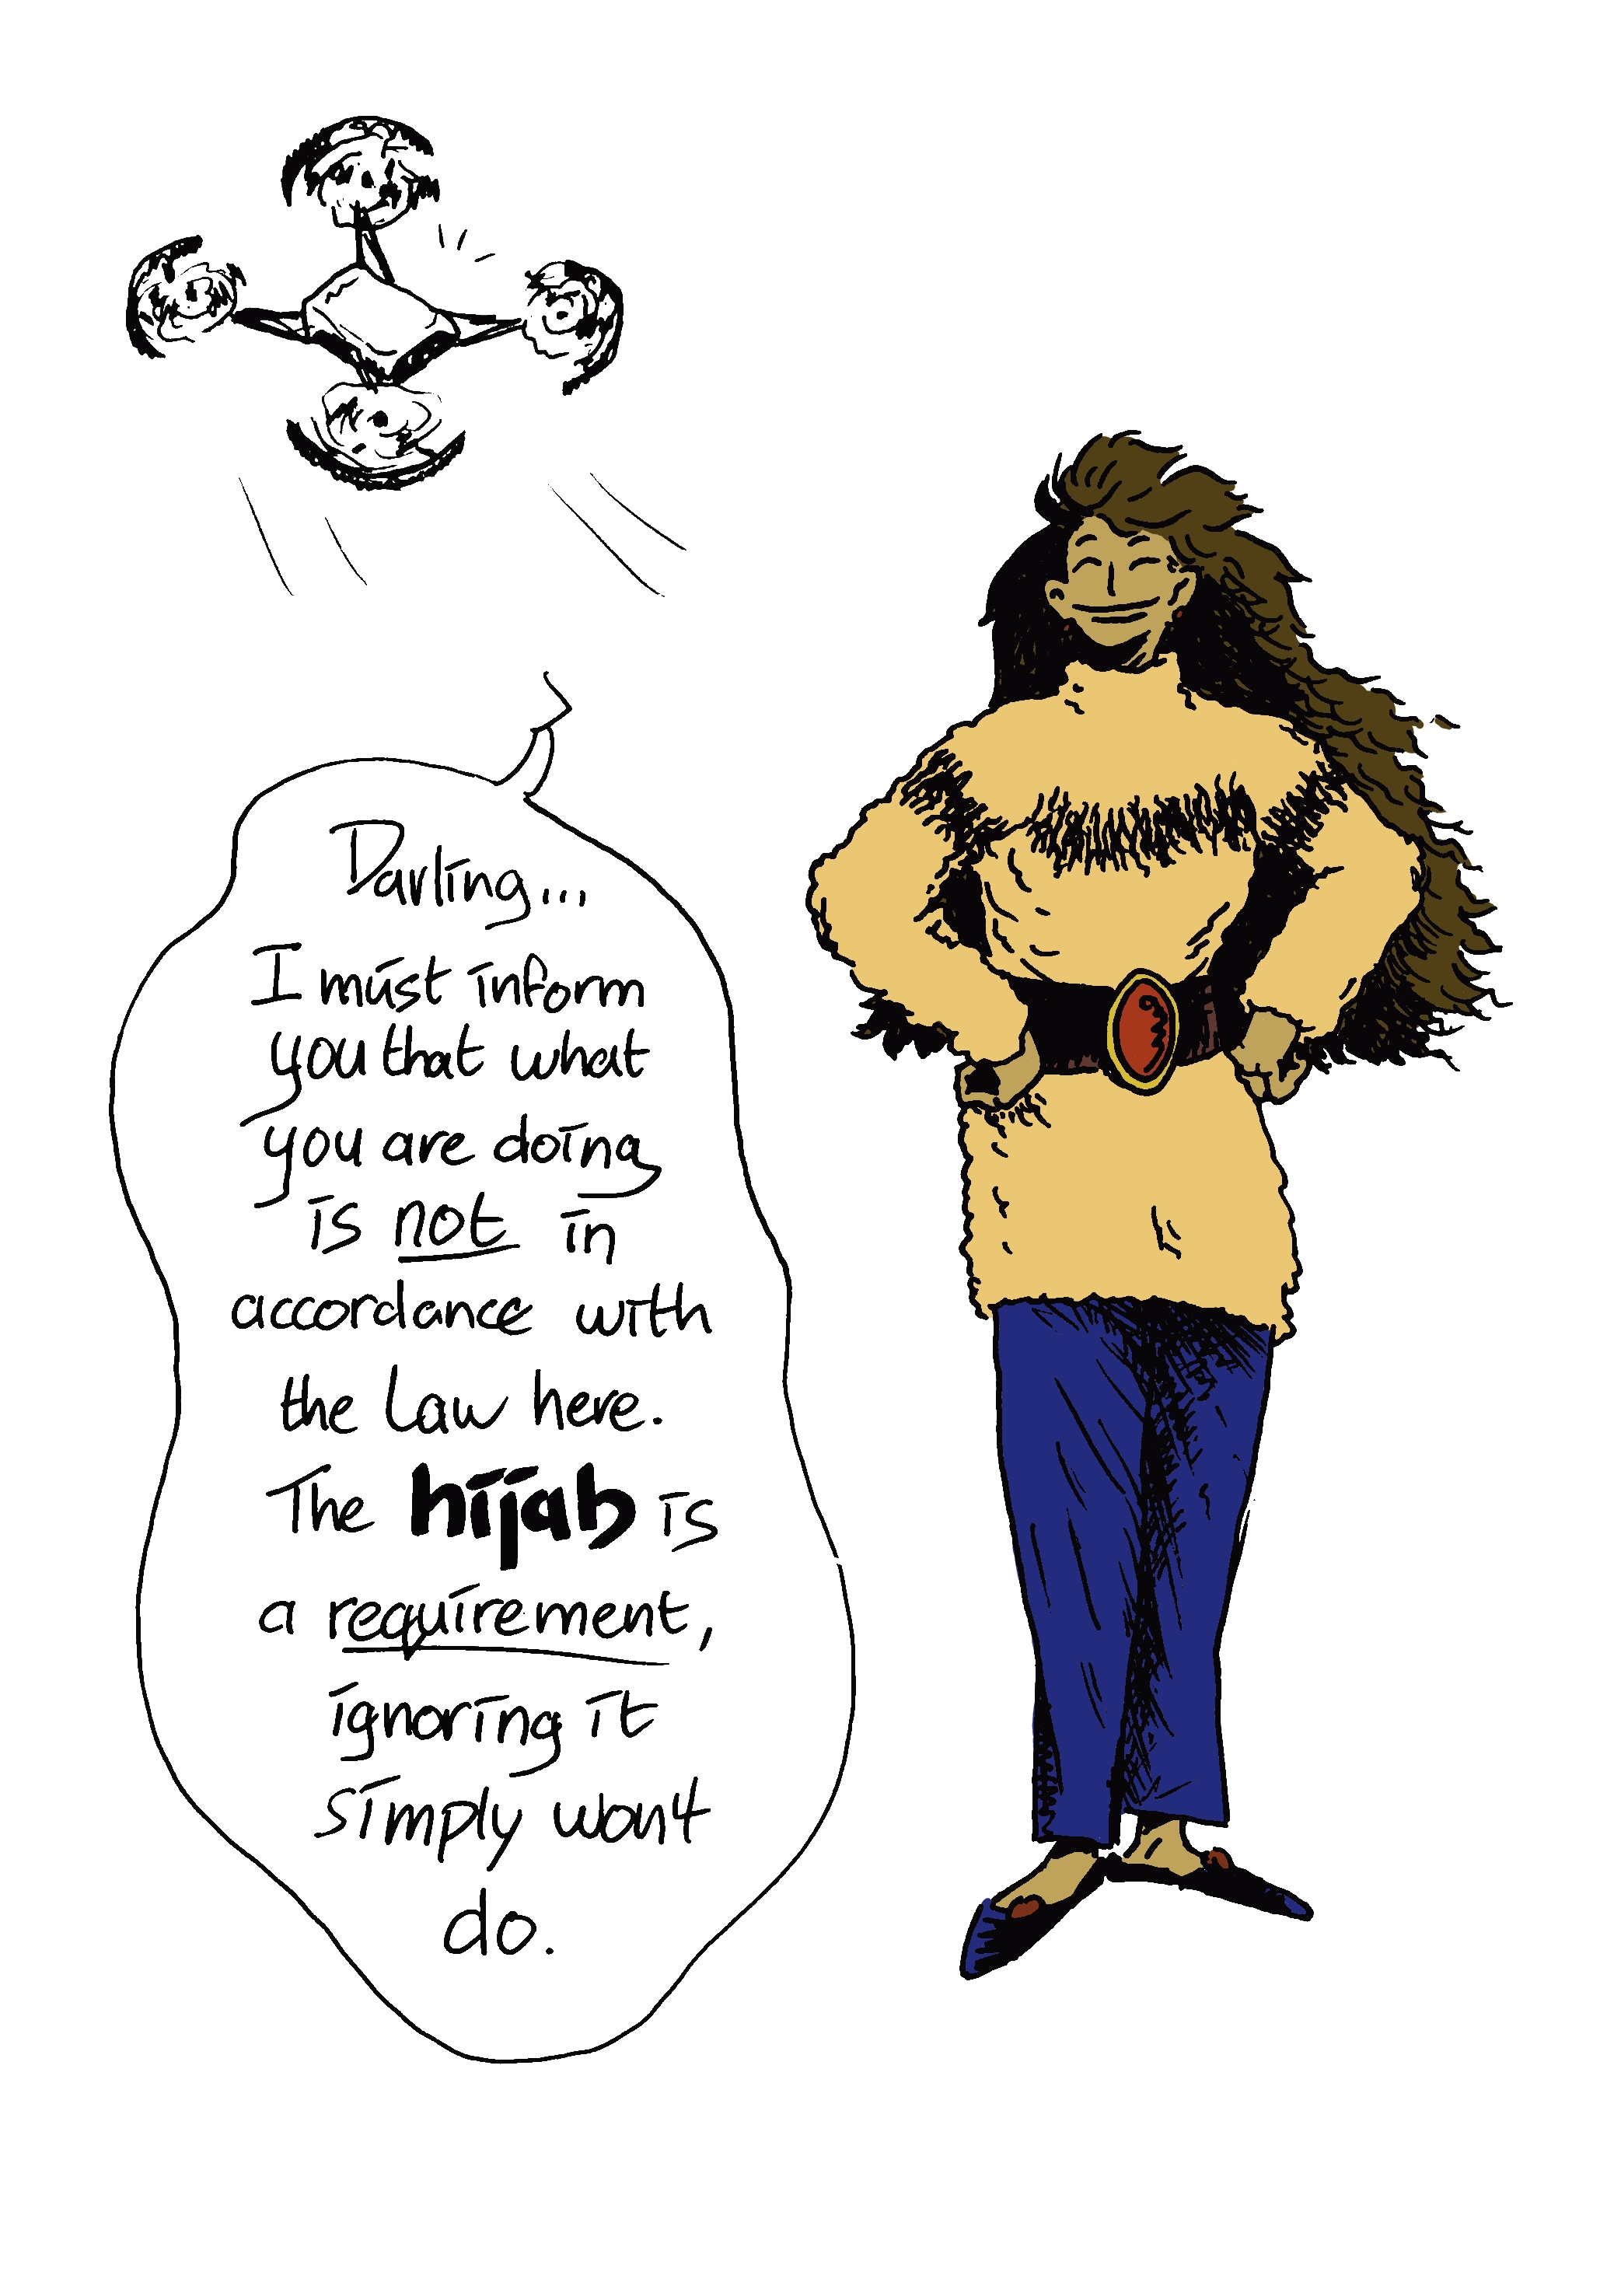 Darling...
I must inform
you that what
you are doing
is not in
accordance with
the Law here.
The hijab is
a requirement,
ignoring it
simply won't
do.